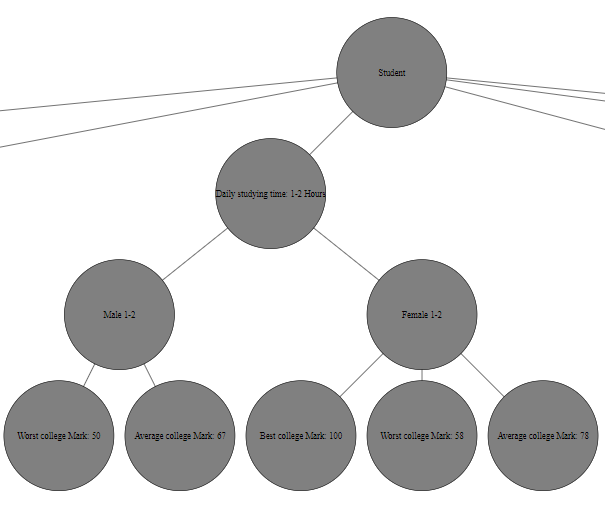 Student
Daily studying time: 1-2 Hours
Male 1-2
Female 1-2
Worst college Mark: 50
Average college Mark: 67
Best college Mark: 100
Worst college Mark: 58
Average college Mark: 78